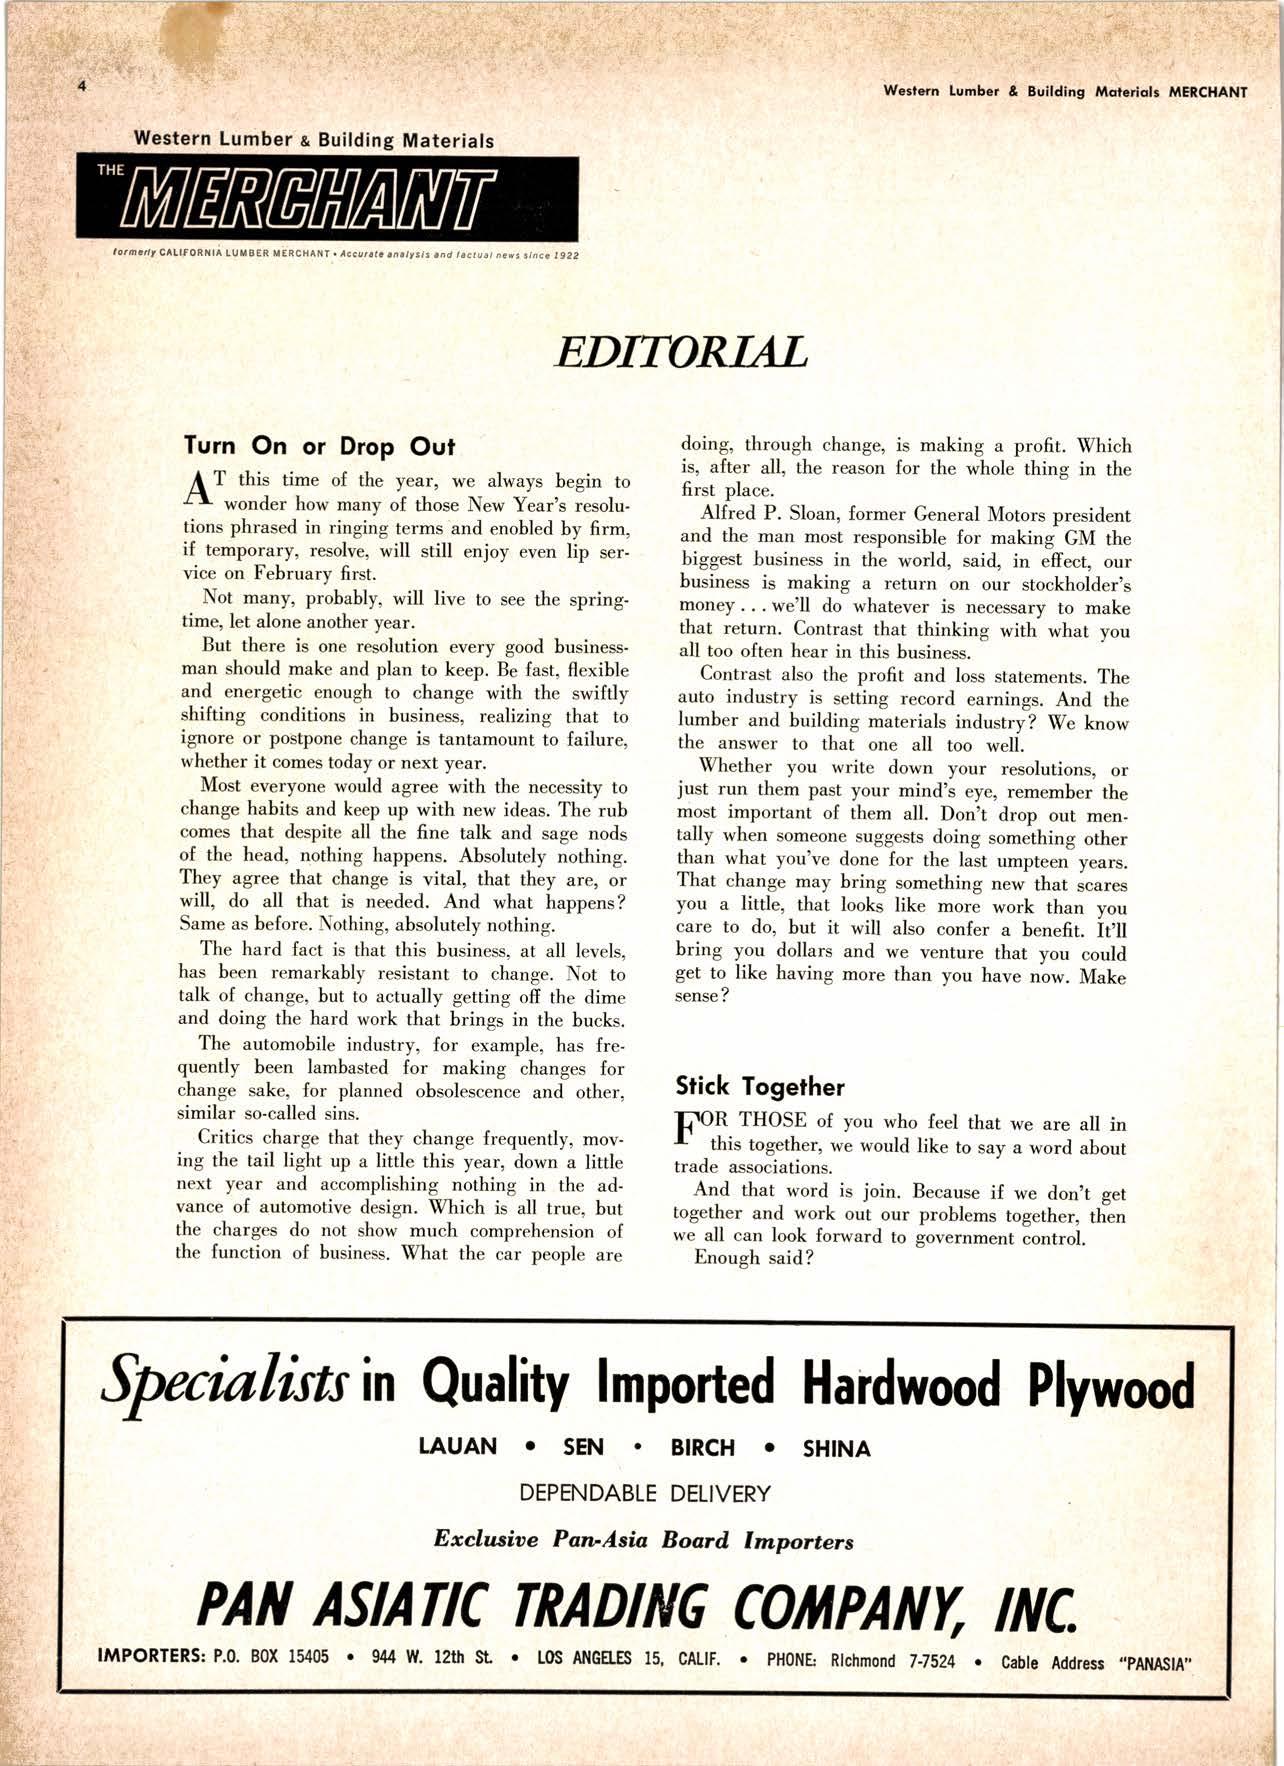 4
Western Lumber & Building Materials MERCHANT
Western Lumber & Building Materials
THE MERCHANT
formerly CALIFORNIA LUMBER MERCHANT • Accurate analysis and factual news since 1922
EDITORIAL
Turn On or Drop Out
AT this time of the year, we always begin to
wonder how many of those New Year's resolu-
tions phrased in ringing terms and enobled by firm,
if temporary, resolve, will still enjoy even lip ser-
vice on February first.
Not many, probably, will live to see the spring-
time, let alone another year.
But there is one resolution every good business-
man should make and plan to keep. Be fast, flexible
and energetic enough to change with the swiftly
shifting conditions in business, realizing that to
ignore or postpone change is tantamount to failure,
whether it comes today or next year.
Most everyone would agree with the necessity to
change habits and keep up with new ideas. The rub
comes that despite all the fine talk and sage nods
of the head, nothing happens. Absolutely nothing.
They agree that change is vital, that they are, or
will, do all that is needed. And what happens?
Same as before. Nothing, absolutely nothing.
The hard fact is that this business, at all levels,
has been remarkably resistant to change. Not to
talk of change, but to actually getting off the dime
and doing the hard work that brings in the bucks.
The automobile industry, for example, has fre-
quently been lambasted for making changes for
change sake, for planned obsolescence and other,
similar so-called sins.
Critics charge that they change frequently, mov-
ing the tail light up a little this year, down a little
next year and accomplishing nothing in the ad-
vance of automotive design. Which is all true, but
the charges do not show much comprehension of
the function of business. What the car people are
doing, through change, is making a profit. Which
is, after all, the reason for the whole thing in the
first place.
Alfred P. Sloan, former General Motors president
and the man most responsible for making GM the
biggest business in the world, said, in effect, our
business is making a return on our stockholder's
money . . . we'll do whatever is necessary to make
that return. Contrast that thinking with what you
all too often hear in this business.
Contrast also the profit and loss statements. The
auto industry is setting record earnings. And the
lumber and building materials industry? We know
the answer to that one all too well.
Whether you write down your resolutions, or
just run them past your mind's eye, remember the
most important of them all. Don't drop out men-
tally when someone suggests doing something other
than what you've done for the last umpteen years.
That change may bring something new that scares
you a little, that looks like more work than you
care to do, but it will also confer a benefit. It'll
bring you dollars and we venture that you could
get to like having more than you have now. Make
sense?
Stick Together
FOR THOSE of you who feel that we are all in
this together, we would like to say a word about
trade associations.
And that word is join. Because if we don't get
together and work out our problems together, then
we all can look forward to government control.
Enough said?
Specialists in Quality Imported Hardwood Plywood
LAUAN • SEN • BIRCH • SHINA
DEPENDABLE DELIVERY
Exclusive Pan-Asia Board Importers
PAN ASIATIC TRADING COMPANY, INC.
IMPORTERS: P.O. BOX 15405 • 944 W. 12th St. • LOS ANGELES 15, CALIF. • PHONE: RIchmond 7-7524 • Cable Address "PANASIA"